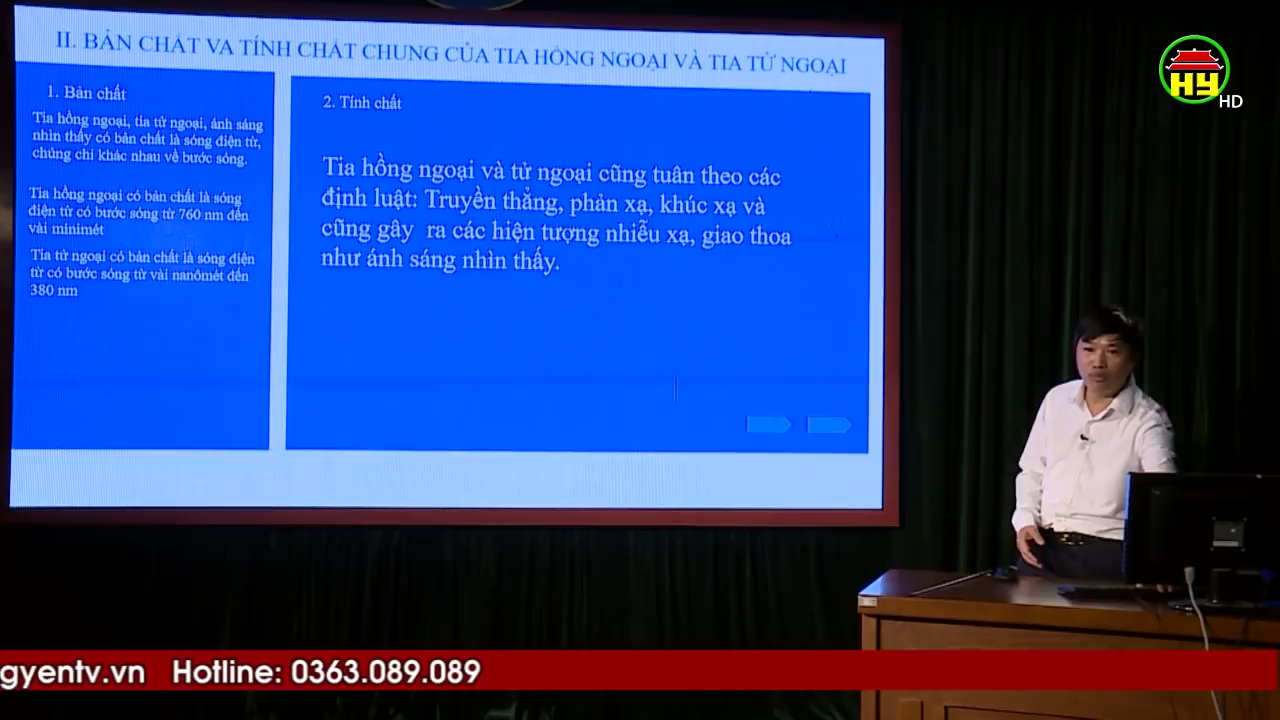 II. BẢN CHẤT VA TÍNH CHẤT CHUNG CỦA TIA HỒNG NGOẠI VÀ TIA TỬ NGOẠI
1. Bản chất
Tia hồng ngoại, tia tử ngoại, ánh sáng
nhìn thấy có bản chất là sóng điện từ,
chúng chỉ khác nhau về bước sóng.
Tia hồng ngoại có bản chất là sóng
điện từ có bước sóng từ 760 nm đến
vài minimét
Tia tử ngoại có bản chất là sóng điện
từ có bước sóng từ vài nanômét đến
380 nm
2. Tính chất
Tia hồng ngoại và tử ngoại cũng tuân theo các
định luật: Truyền thẳng, phản xạ, khúc xạ và
cũng gây ra các hiện tượng nhiễu xạ, giao thoa
như ánh sáng nhìn thấy.
HY
HD
gyentv.vn Hotline: 0363.089.089